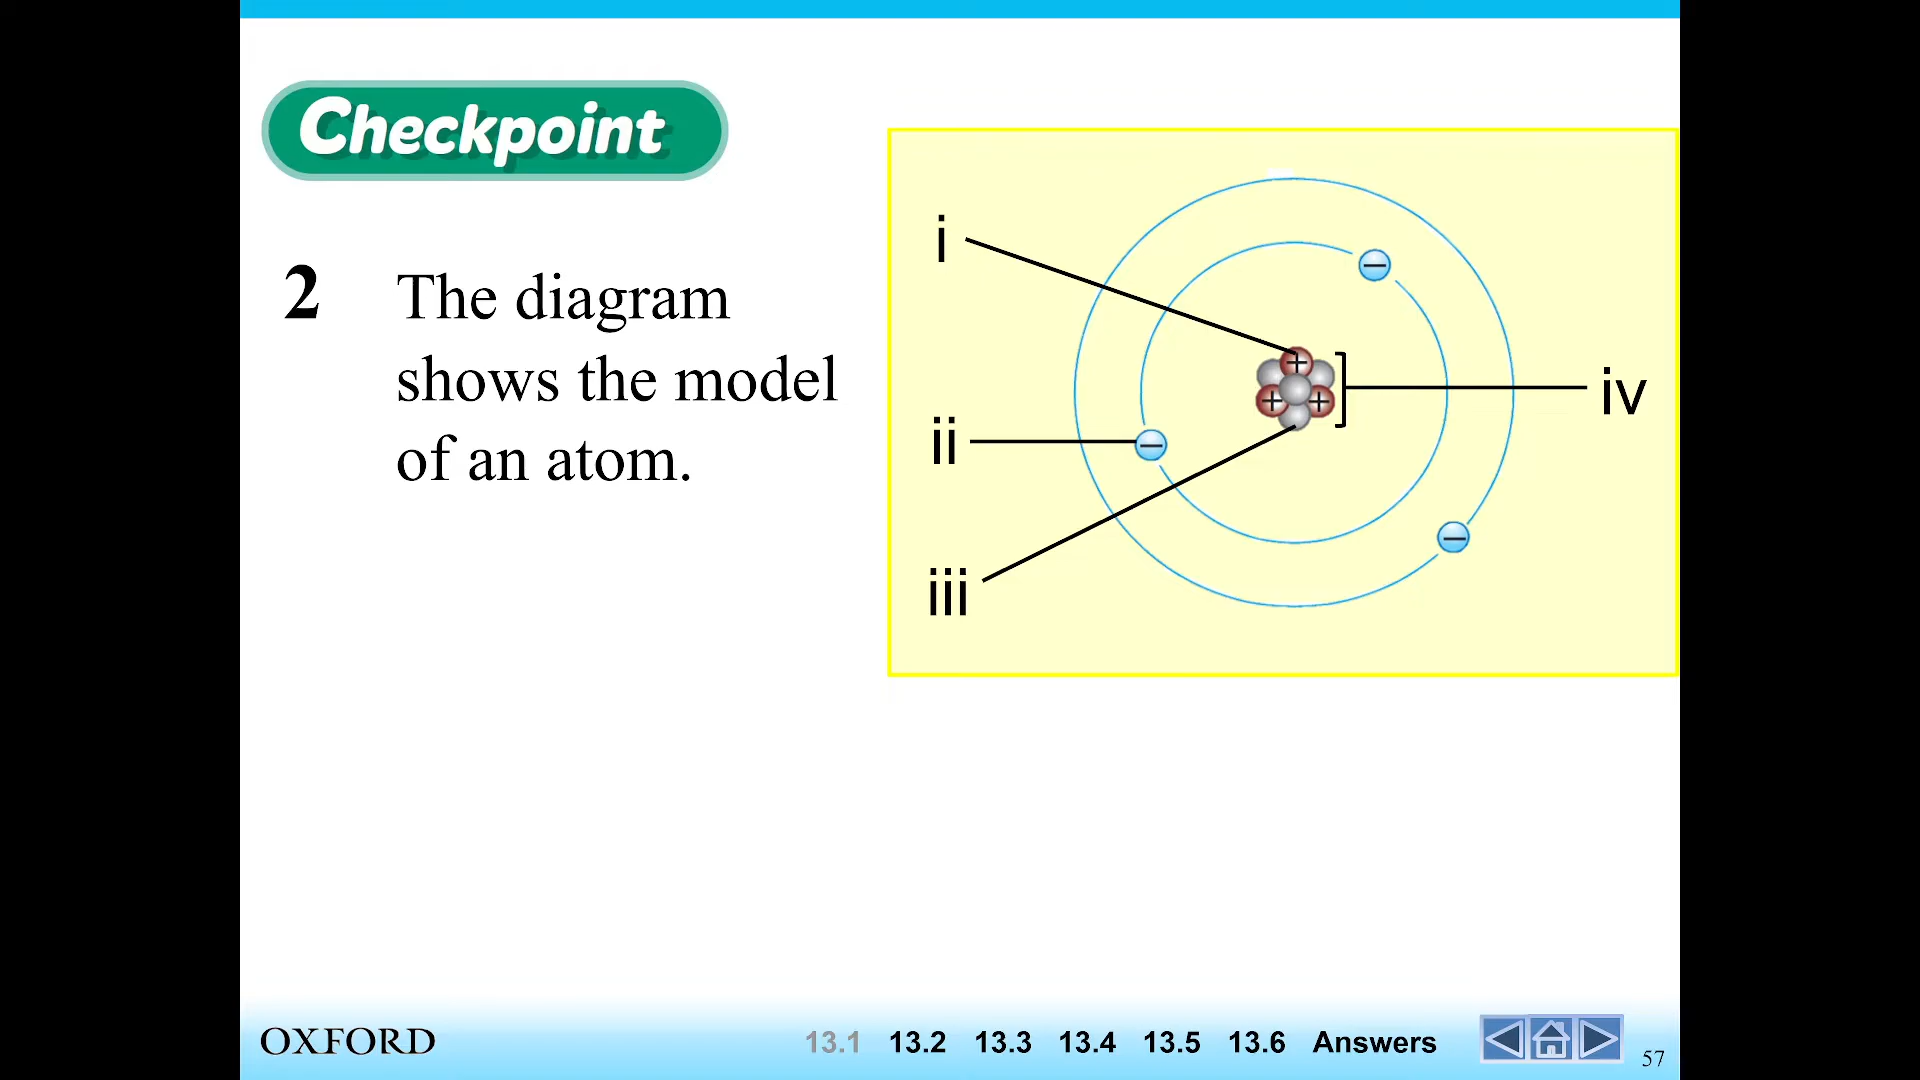 Checkpoint
2 The diagram
shows the model
of an atom.
i
ii
iii
iv
+
+ +
−
−
−
OXFORD
13.1 13.2 13.3 13.4 13.5 13.6 Answers
57